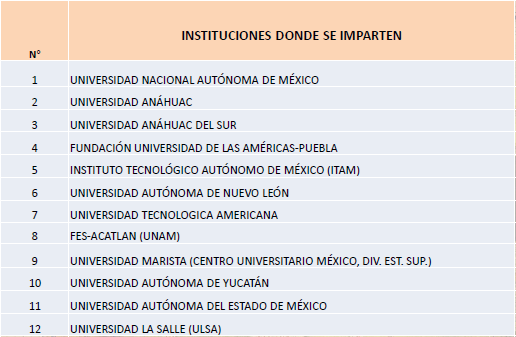 N° INSTITUCIONES DONDE SE IMPARTEN
1 UNIVERSIDAD NACIONAL AUTÓNOMA DE MÉXICO
2 UNIVERSIDAD ANÁHUAC
3 UNIVERSIDAD ANÁHUAC DEL SUR
4 FUNDACIÓN UNIVERSIDAD DE LAS AMÉRICAS-PUEBLA
5 INSTITUTO TECNOLÓGICO AUTÓNOMO DE MÉXICO (ITAM)
6 UNIVERSIDAD AUTÓNOMA DE NUEVO LEÓN
7 UNIVERSIDAD TECNOLOGICA AMERICANA
8 FES-ACATLAN (UNAM)
9 UNIVERSIDAD MARISTA (CENTRO UNIVERSITARIO MÉXICO, DIV. EST. SUP.)
10 UNIVERSIDAD AUTÓNOMA DE YUCATÁN
11 UNIVERSIDAD AUTÓNOMA DEL ESTADO DE MÉXICO
12 UNIVERSIDAD LA SALLE (ULSA)